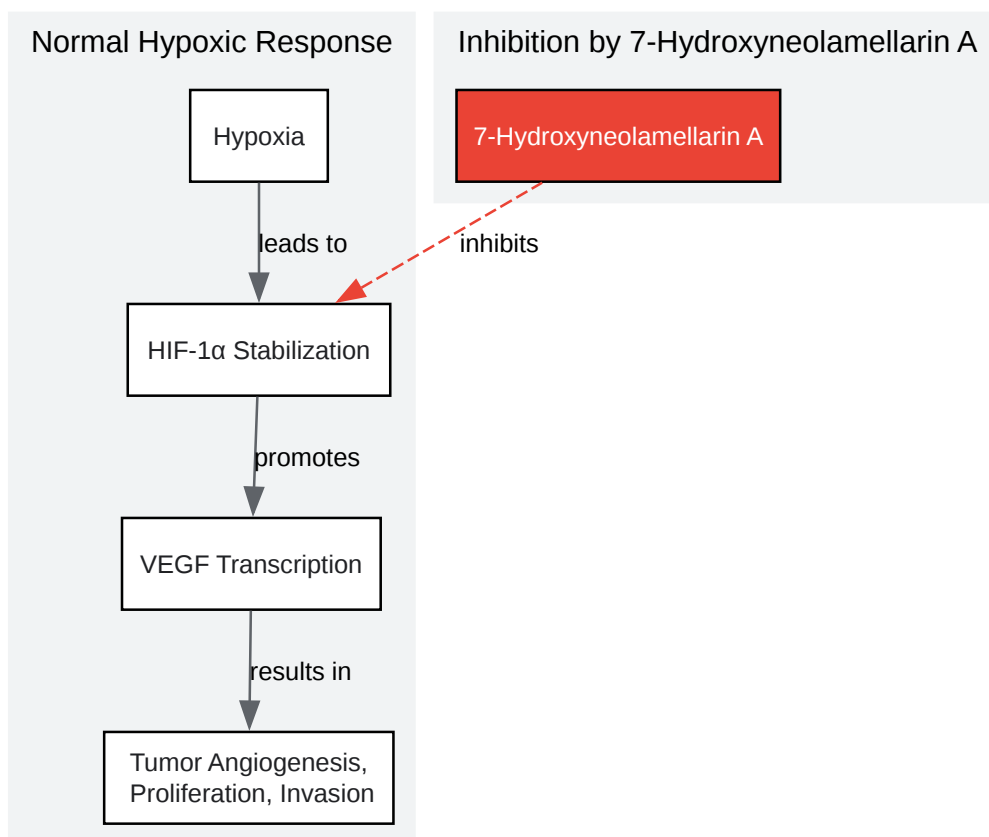 Normal Hypoxic Response
Hypoxia
leads to
HIF-1α Stabilization
promotes
VEGF Transcription
results in
Tumor Angiogenesis,
Proliferation, Invasion
Inhibition by 7-Hydroxyneolamellarin A
7-Hydroxyneolamellarin A
inhibits